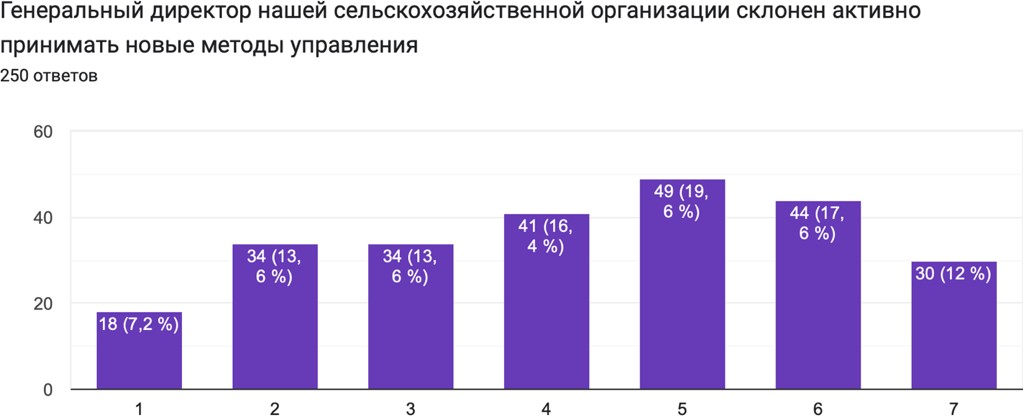 Генеральный директор нашей сельскохозяйственной организации склонен активно
принимать новые методы управления
250 ответов
60
40
20
0
18 (7,2 %)
34 (13,
6 %)
34 (13,
6 %)
41 (16,
4 %)
49 (19,
6 %)
44 (17,
6 %)
30 (12 %)
1 2 3 4 5 6 7